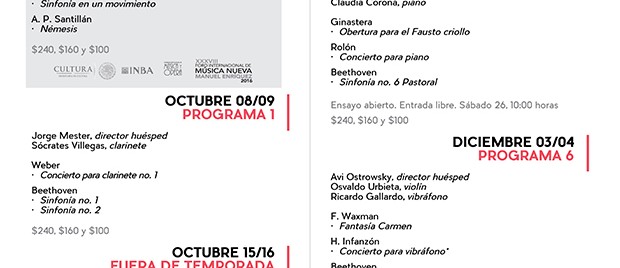 · Sinfonía en un movimiento
A. P. Santillán
· Némesis
$240, $160 y $100
CULTURA
INBA
XXXVIII
FORO INTERNACIONAL DE
MÚSICA NUEVA
MANUEL ENRIQUEZ
2016
OCTUBRE 08/09
PROGRAMA 1
Jorge Mester, director huésped
Sócrates Villegas, clarinete
Weber
· Concierto para clarinete no. 1
Beethoven
· Sinfonía no. 1
· Sinfonía no. 2
$240, $160 y $100
OCTUBRE 15/16
FUERA DE TEMPORADA
Claudia Corona, piano
Ginastera
· Obertura para el Fausto criollo
Rolón
· Concierto para piano
Beethoven
· Sinfonía no. 6 Pastoral
Ensayo abierto. Entrada libre. Sábado 26, 10:00 horas
$240, $160 y $100
DICIEMBRE 03/04
PROGRAMA 6
Avi Ostrowsky, director huésped
Osvaldo Urbieta, violín
Ricardo Gallardo, vibráfono
F. Waxman
· Fantasía Carmen
H. Infanzón
· Concierto para vibráfono*
Beethoven